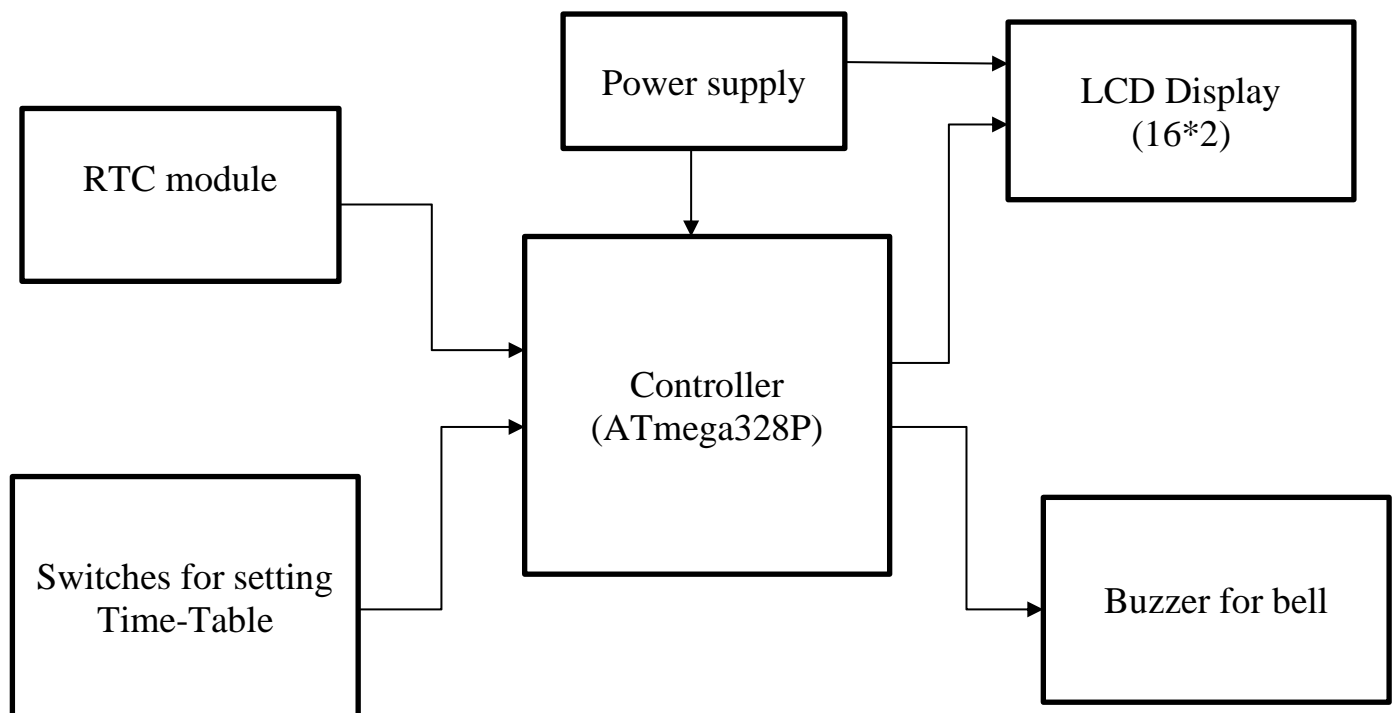 Power supply
LCD Display
(16*2)
RTC module
Controller
(ATmega328P)
Switches for setting
Time-Table
Buzzer for bell